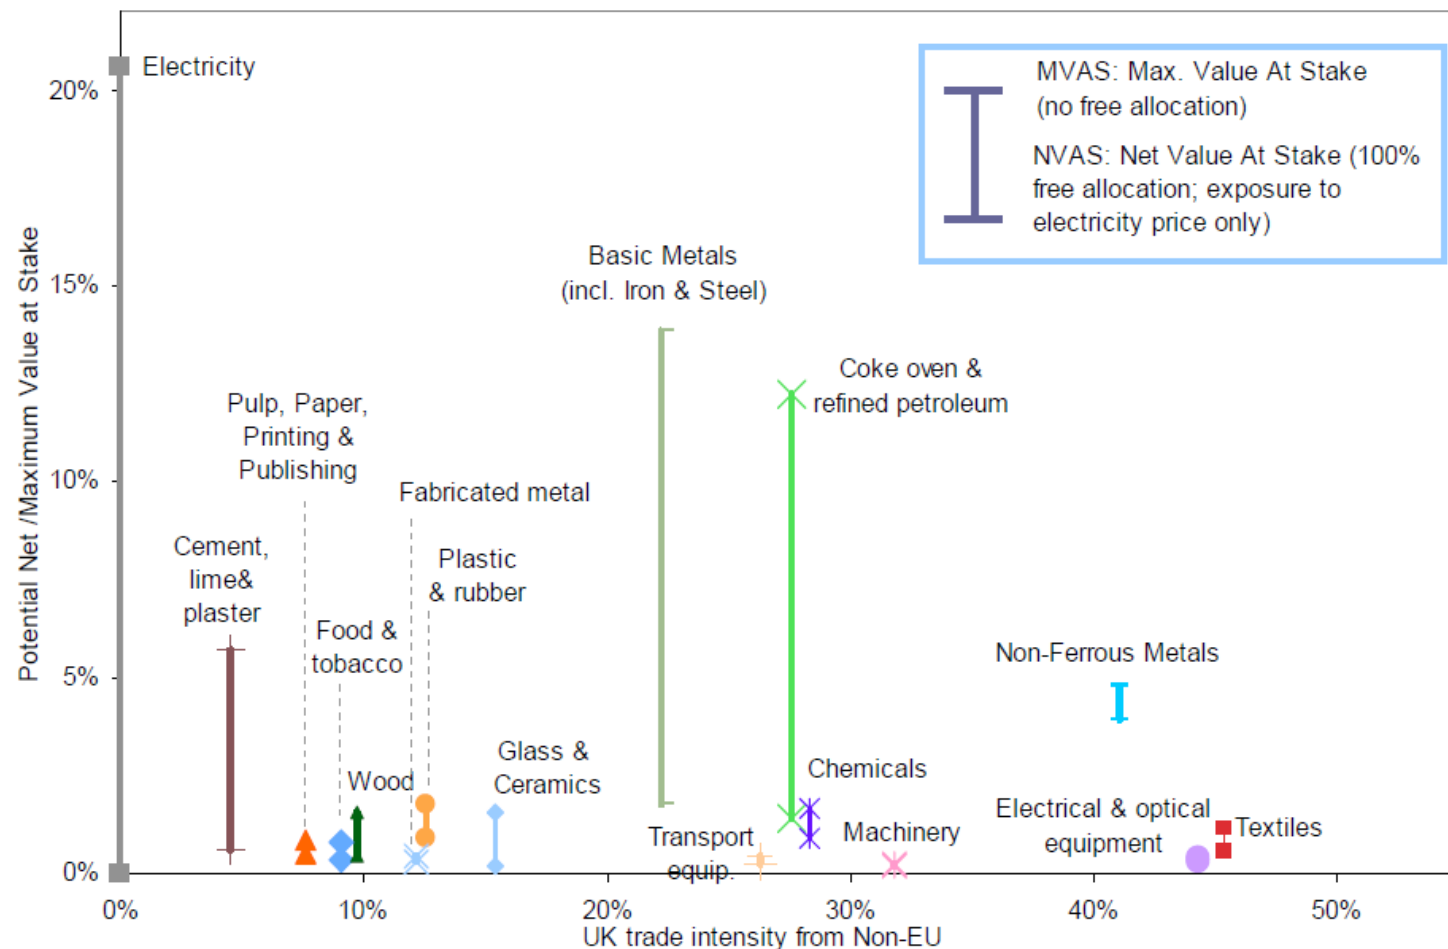 Electricity
MVAS: Max. Value At Stake
(no free allocation)
NVAS: Net Value At Stake (100%
free allocation; exposure to
electricity price only)
Potential Net /Maximum Value at Stake
20%
15%
10%
5%
0%
Basic Metals
(incl. Iron & Steel)
Coke oven &
refined petroleum
Pulp, Paper,
Printing &
Publishing
Fabricated metal
Cement,
lime&
plaster
Plastic
& rubber
Food &
tobacco
Non-Ferrous Metals
Wood
Glass &
Ceramics
Chemicals
Transport
equip.
Machinery
Electrical & optical
equipment
Textiles
0%
10%
20%
30%
40%
50%
UK trade intensity from Non-EU